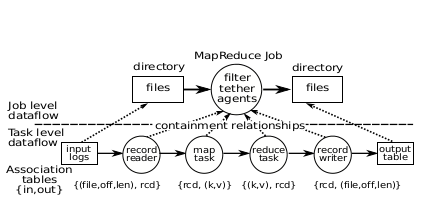 MapReduce Job
directory
directory
files
filter
tether
agents
files
Job level
dataflow
containment relationships
Task level
dataflow
input
logs
record
reader
map
task
reduce
task
record
writer
output
table
Association
tables
{in,out}
{(file,off,len), rcd}
{rcd, (k,v)}
{(k,v), rcd}
{rcd, (file,off,len)}